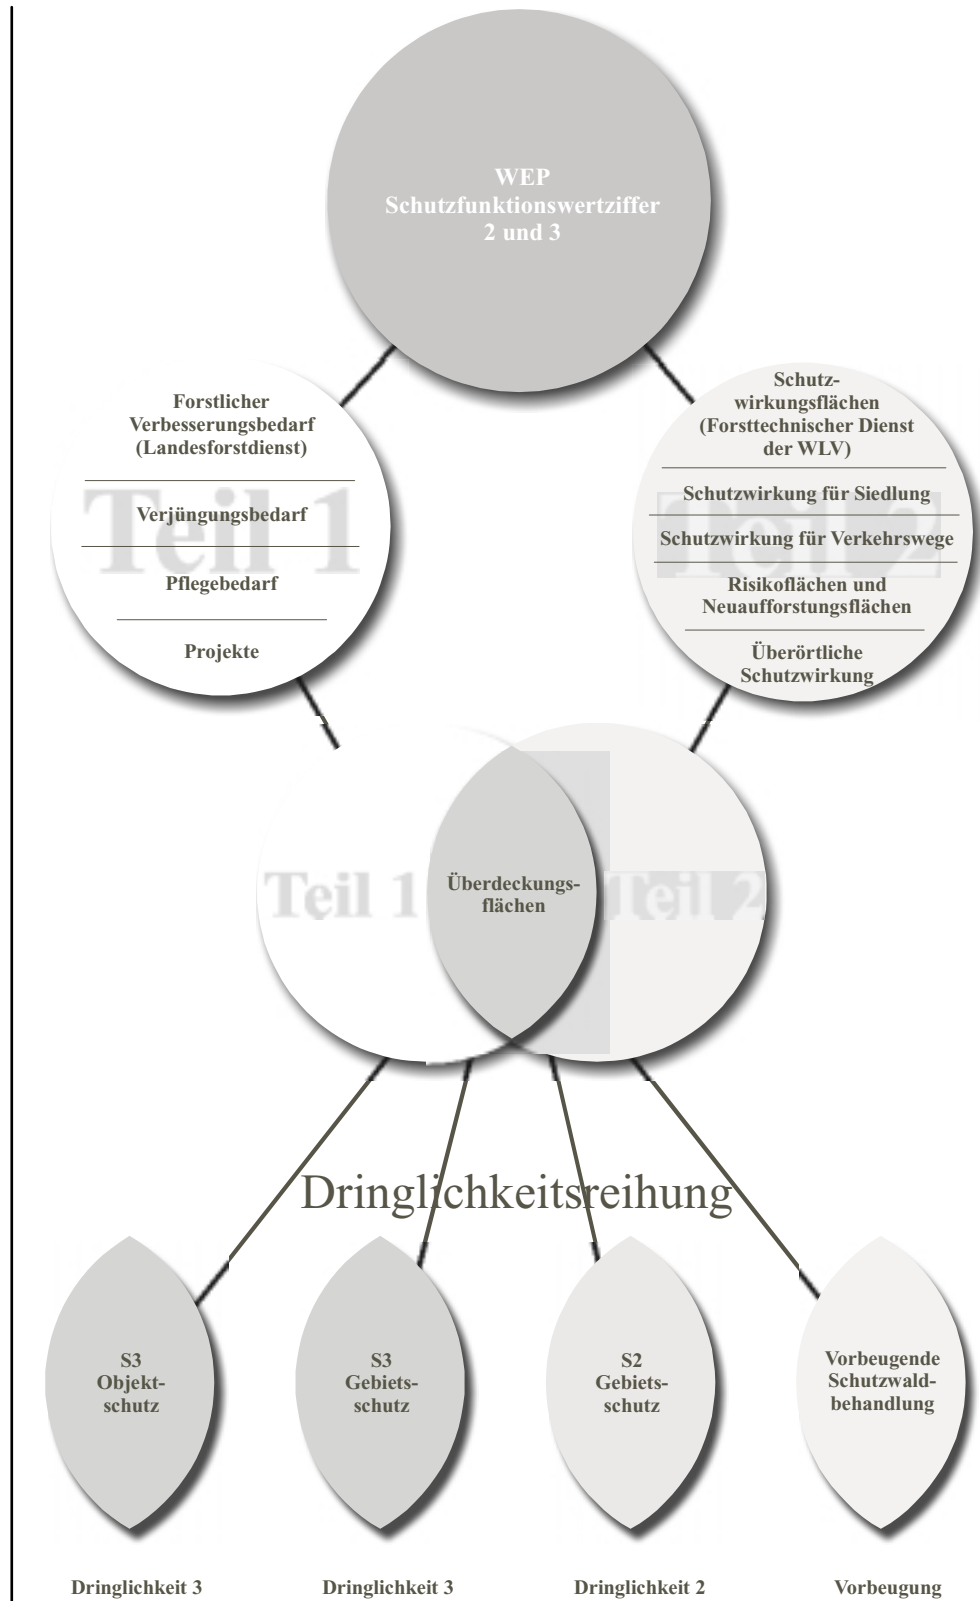 WEP
Schutzfunktionswertziffer
2 und 3
Teil 1
Forstlicher
Verbesserungsbedarf
(Landesforstdienst)
Verjüngungsbedarf
Pflegebedarf
Projekte
Teil 2
Schutz-
wirkungsflächen
(Forsttechnischer Dienst
der WLV)
Schutzwirkung für Siedlung
Schutzwirkung für Verkehrswege
Risikoflächen und
Neuaufforstungsflächen
Überörtliche
Schutzwirkung
Teil 1
Überdeckungs-
flächen
Teil 2
Dringlichkeitsreihung
S3
Objekt-
schutz
S3
Gebiets-
schutz
S2
Gebiets-
schutz
Vorbeugende
Schutzwald-
behandlung
Dringlichkeit 3
Dringlichkeit 3
Dringlichkeit 2
Vorbeugung